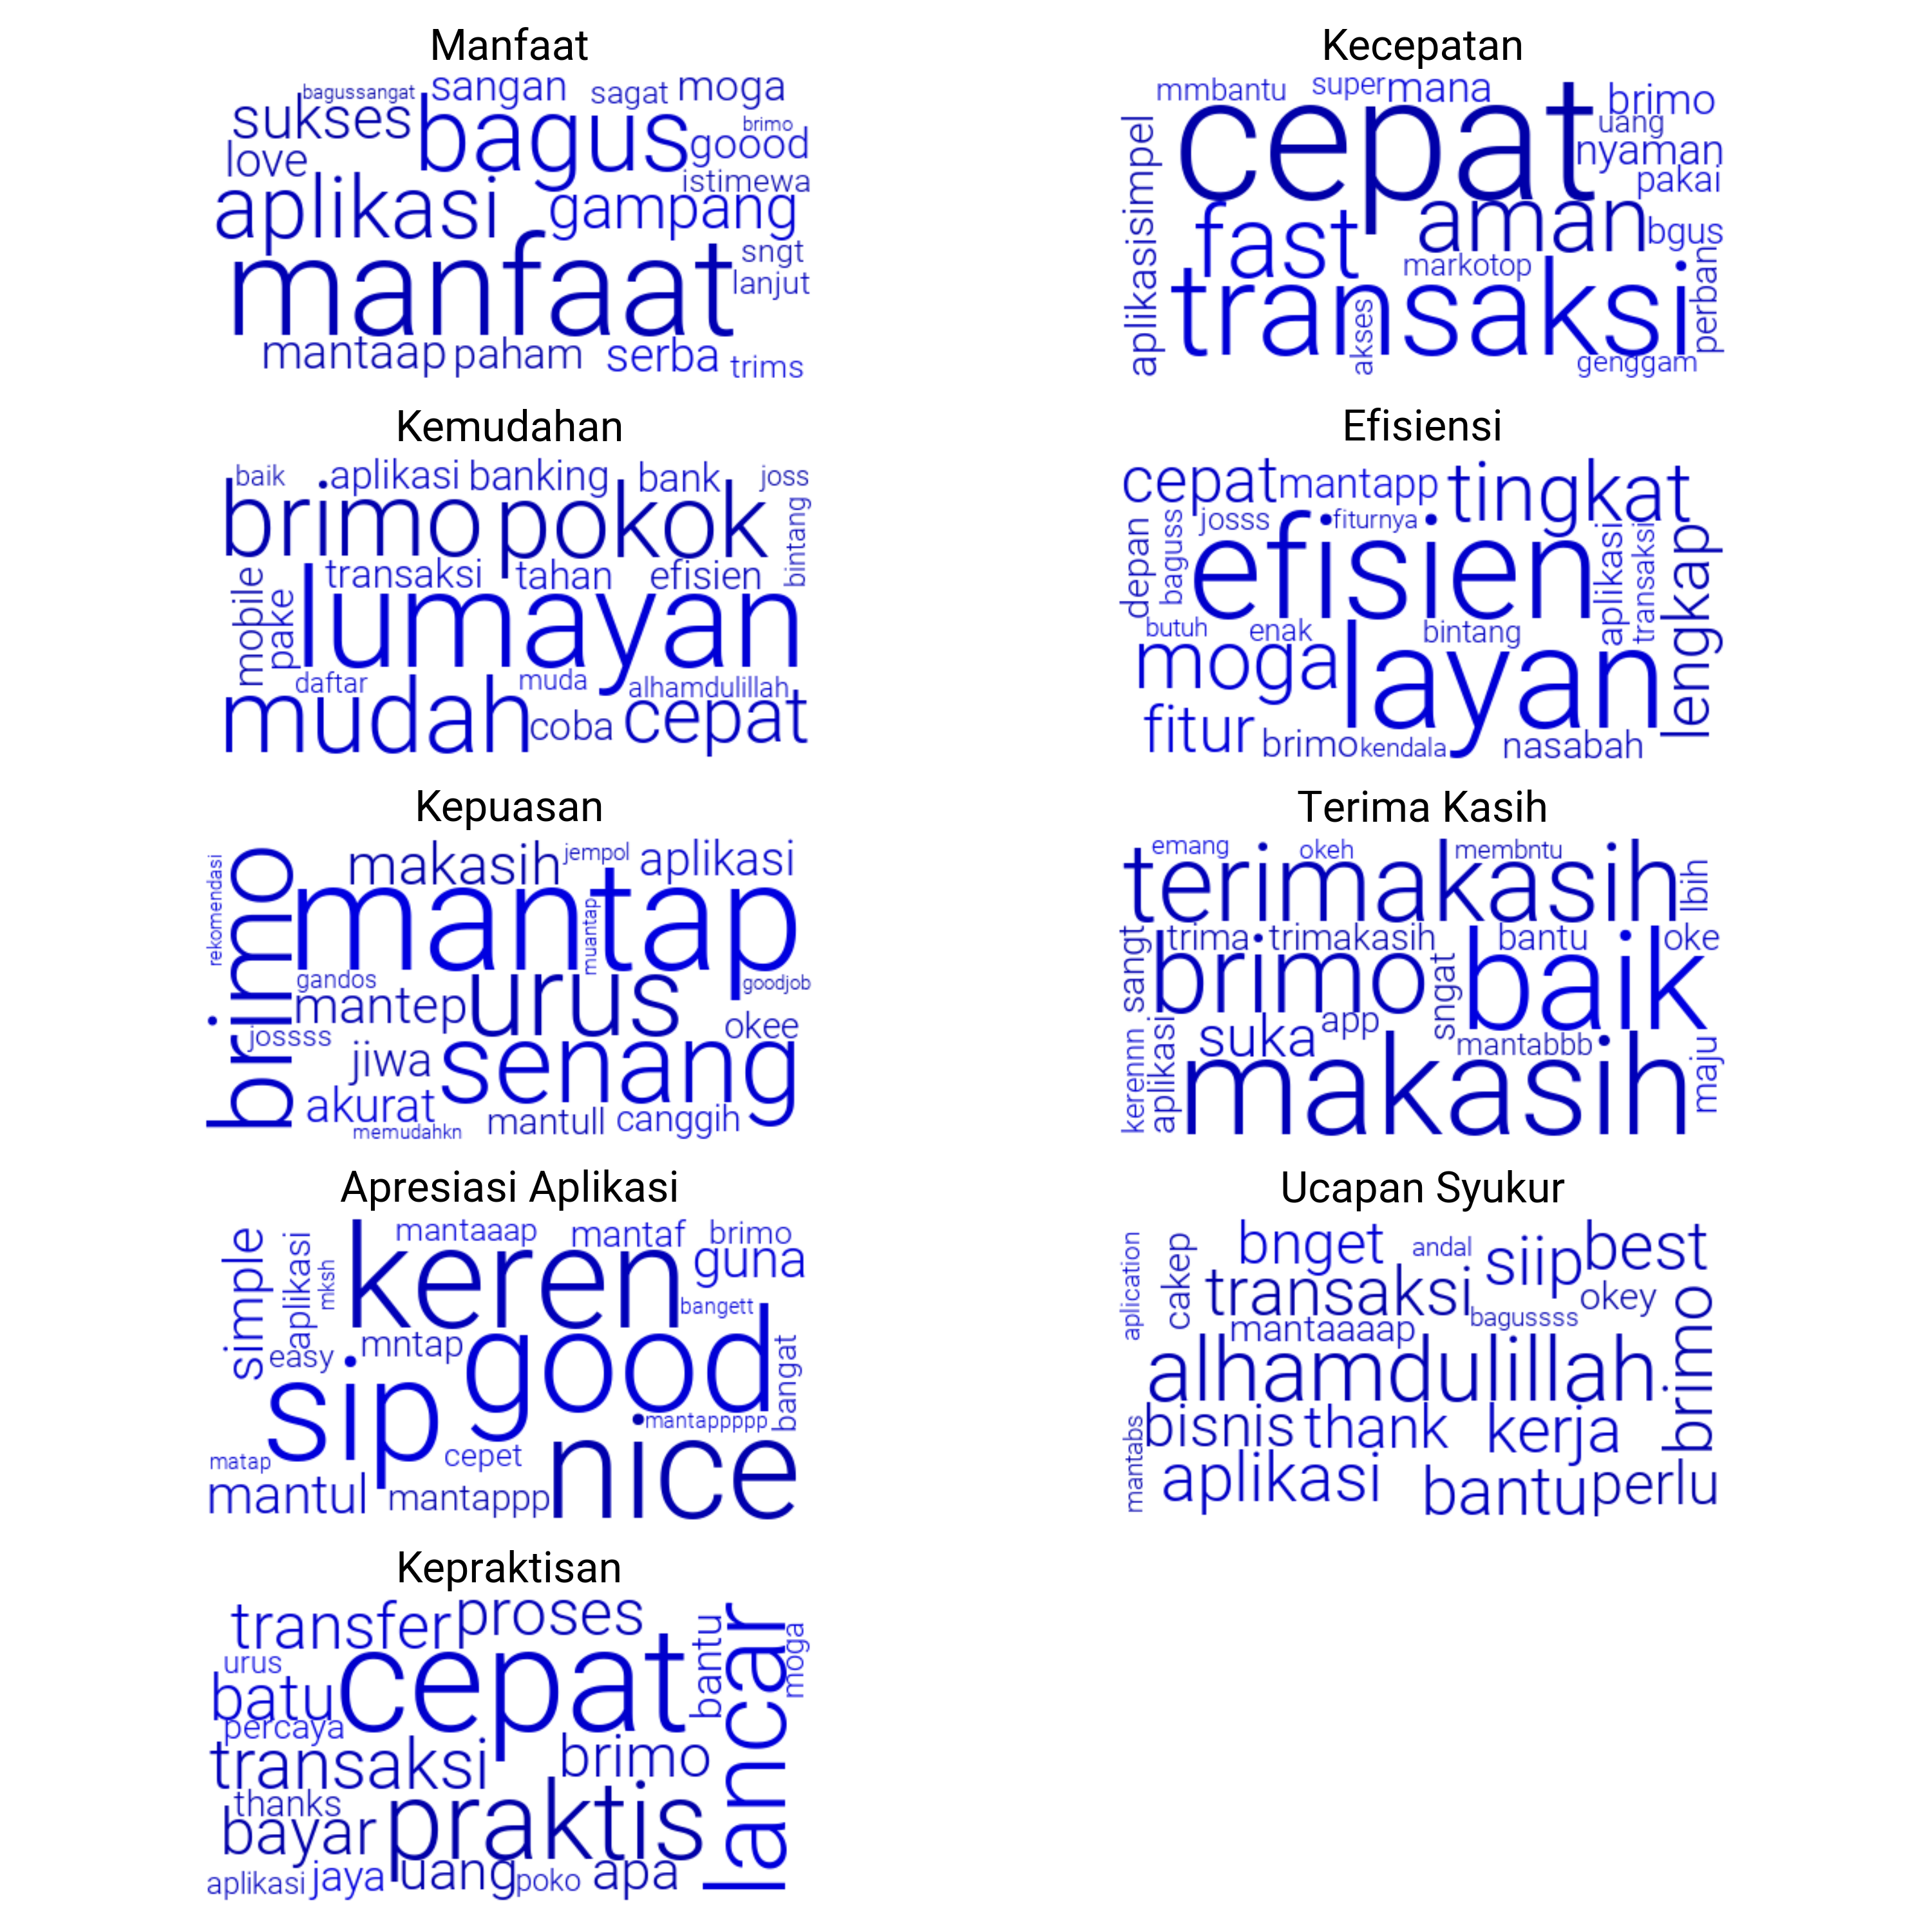 Manfaat
bagussangat sangan sagat moga
sukses bagus brimo
love goood
istimewa
aplikasi gampang
manfaat sngt
lanjut
mantaap paham serba trims
Kecepatan
mmbantu super mana brimo
cepat uang
nyaman
pakai
aplikasisimpel
fast aman bgus
markotop
transaksi perban
akses genggam
Kemudahan
baik aplikasi banking bank joss
brimo pokok bintang
transaksi tahan efisien
mobile pake lumayan
daftar muda alhamdulillah
mudah coba cepat
Efisiensi
cepat mantapp tingkat
josss fiturnya
depan baguss efisien aplikasi transaksi lengkap
butuh enak bintang
moga layan
fitur brimo kendala nasabah
Kepuasan
rekomendasi brimo makasih jempol aplikasi
mantap
muantap
gandos goodjob
mantep urus okee
jossss
jiwa senang
akurat
memudahkn mantull canggih
Terima Kasih
emang okeh membntu
terimakasih lbih
trima trimakasih bantu oke
sangt brimo sngat baik
suka app
mantabbb
kerennn aplikasi makasih maju
Apresiasi Aplikasi
simple aplikasi mksh mantaaap mantaf brimo
keren guna
bangett
easy mntap good bangat
sip mantappppp
matap cepet nice
mantul mantappp
Ucapan Syukur
aplication cakep bnget andal siip best
transaksi okey
bagussss
mantaaaap
alhamdulillah brimo
mantabs bisnis thank kerja
aplikasi bantu perlu
Kepraktisan
transfer proses bantu lancar moga
urus cepat
batu
percaya
transaksi brimo
thanks
bayar praktis
aplikasi jaya uang poko apa